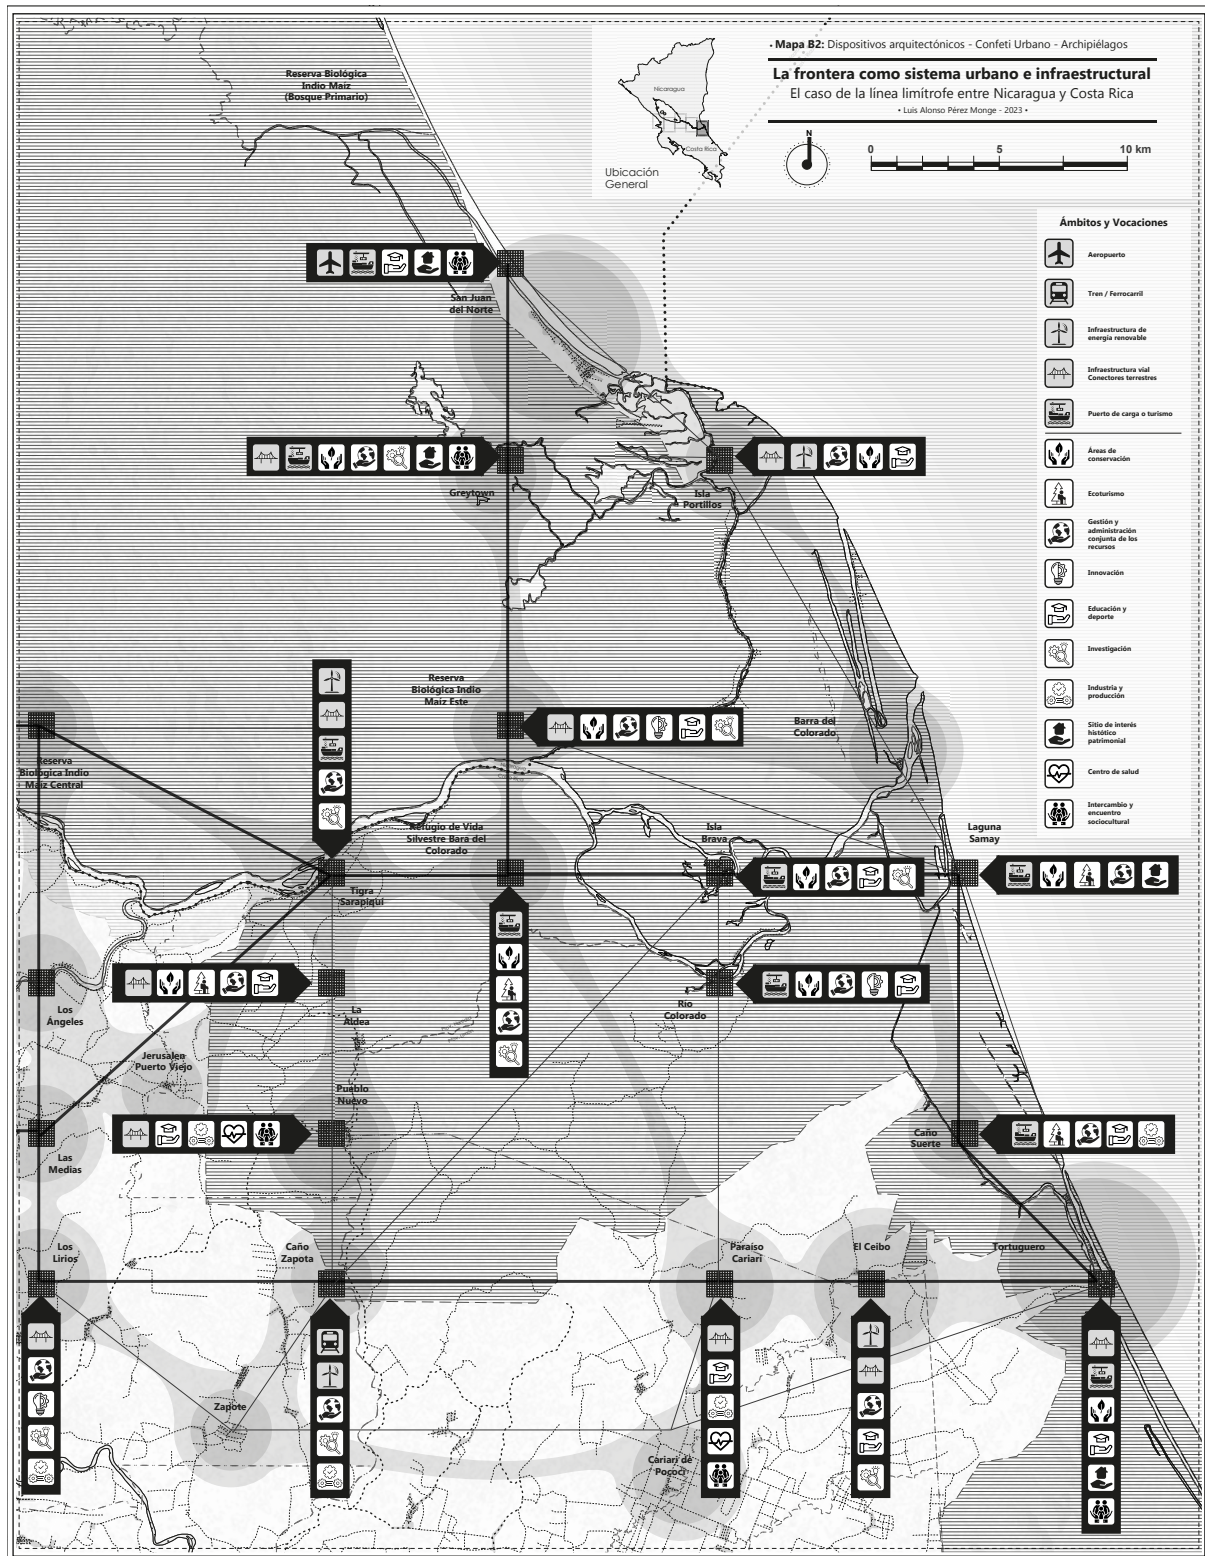 • Mapa B2: Dispositivos arquitectónicos - Confeti Urbano - Archipiélagos
La frontera como sistema urbano e infraestructural
El caso de la línea limítrofe entre Nicaragua y Costa Rica
• Luis Alonso Pérez Monge - 2023 •
Nicaragua
Costa Rica
Ubicación
General
N
0 5 10 km
Reserva Biológica
Indio Maíz
(Bosque Primario)
Ámbitos y Vocaciones
Aeropuerto
Tren / Ferrocarril
Infraestructura de
energía renovable
Infraestructura vial
Conectores terrestres
Puerto de carga o turismo
Áreas de
conservación
Ecoturismo
Gestión y
administración
conjunta de los
recursos
Innovación
Educación y
deporte
Investigación
Industria y
producción
Sitio de interés
histótico
patrimonial
Centro de salud
Intercambio y
encuentro
sociocultural
San Juan
del Norte
Greytown
Isla
Portillos
Reserva
Biológica Indio
Maíz Este
Barra del
Colorado
Reserva
Biológica Indio
Maíz Central
Refugio de Vida
Silvestre Bara del
Colorado
Isla
Brava
Laguna
Samay
Tigra
Sarapiquí
Los
Ángeles
La
Aldea
Río
Colorado
Jerusalen
Puerto Viejo
Pueblo
Nuevo
Las
Medias
Caño
Suerte
Los
Lirios
Caño
Zapota
Paraíso
Cariari
El Ceibo
Tortuguero
Zapote
Cariari de
Pococí